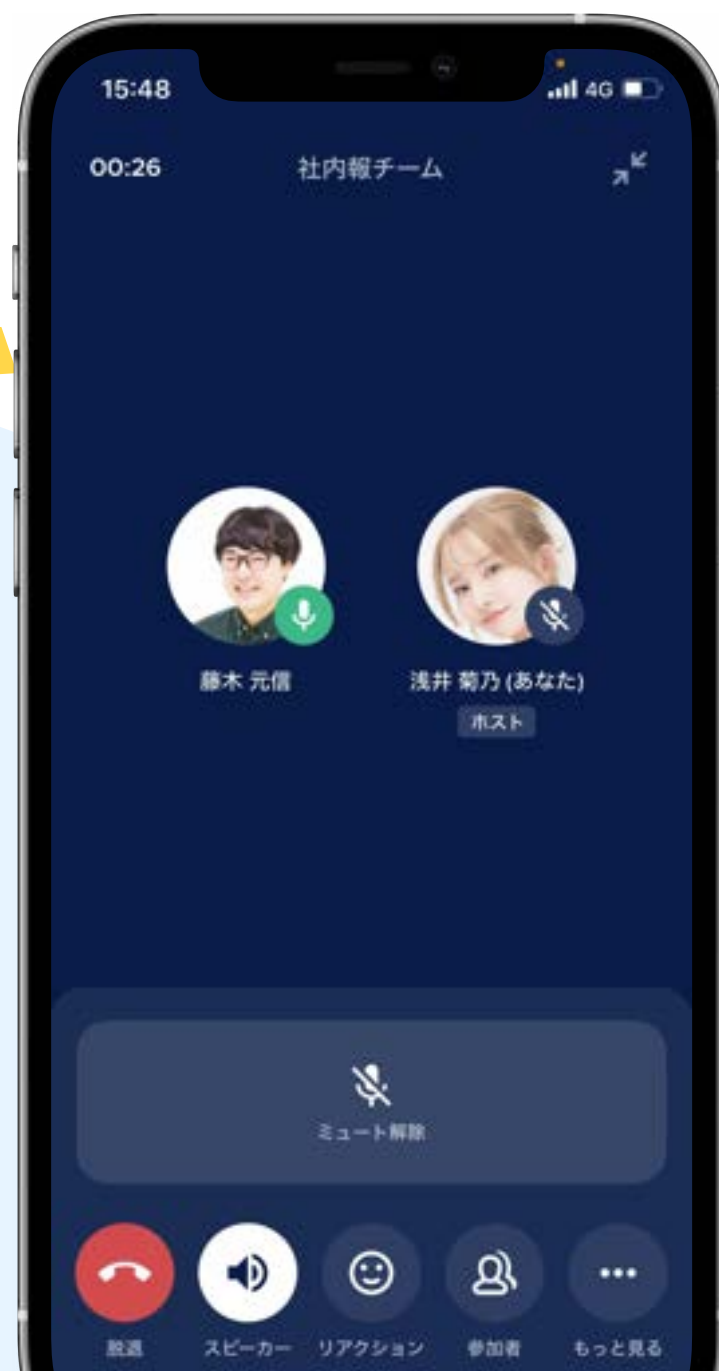 15:48
4G
00:26 社内報チーム
藤木 元信
浅井 菊乃 (あなた)
ホスト
ミュート解除
脱退 スピーカー リアクション 参加者 もっと見る